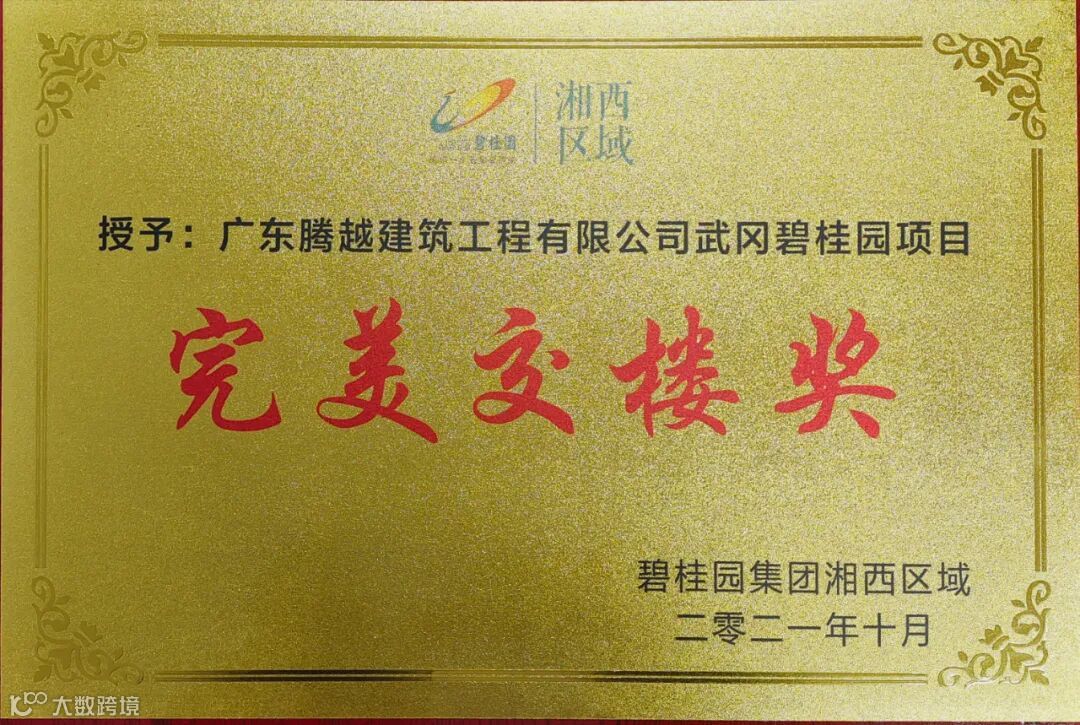 碧桂园
湘西
区域
授予：广东腾越建筑工程有限公司武冈碧桂园项目
完美交楼奖
碧桂园集团湘西区域
二零二一年十月
大数跨境